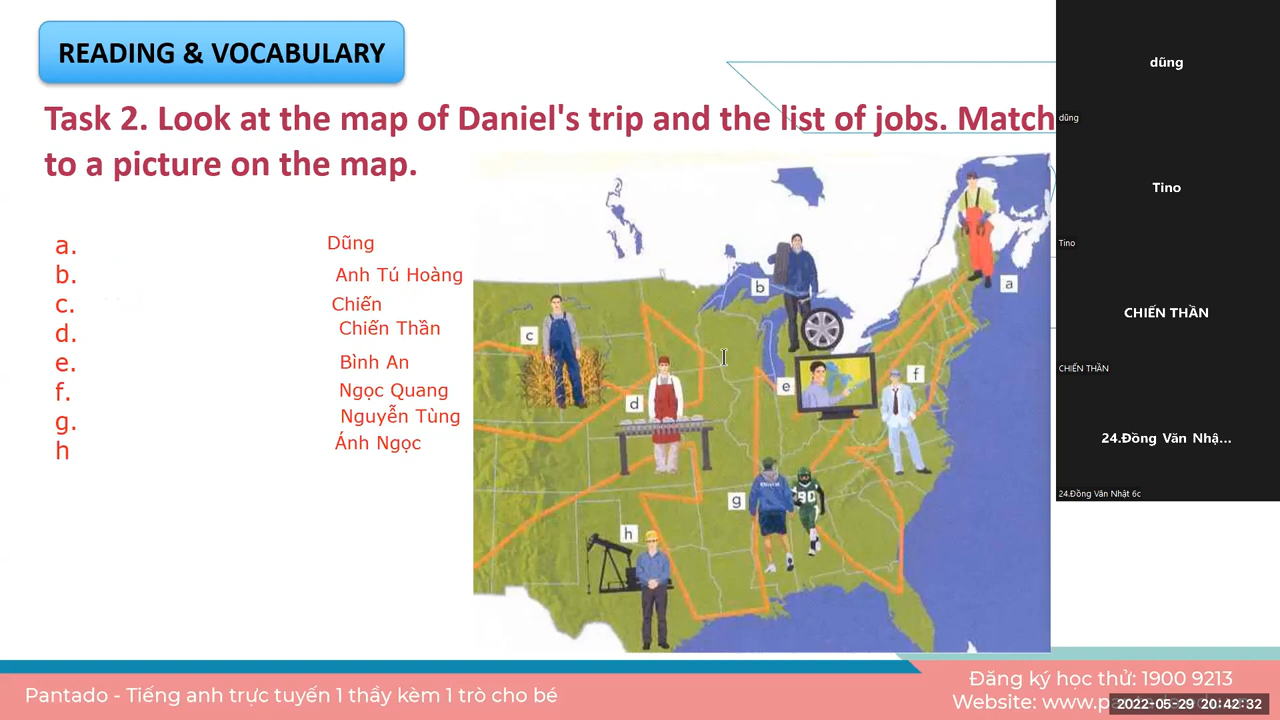 READING & VOCABULARY
Task 2. Look at the map of Daniel's trip and the list of jobs. Match
to a picture on the map.
a.
b.
c.
d.
e.
f.
g.
h
Dũng
Anh Tú Hoàng
Chiến
Chiến Thần
Bình An
Ngọc Quang
Nguyễn Tùng
Ánh Ngọc
a
b
c
d
e
f
g
h
90
dũng
dũng
Tino
Tino
CHIẾN THẦN
CHIẾN THẦN
24.Đồng Văn Nhậ...
24.Đồng Văn Nhật 6c
Pantado - Tiếng anh trực tuyến 1 thầy kèm 1 trò cho bé
Đăng ký học thử: 1900 9213
Website:
2022-05-29 20:42:32